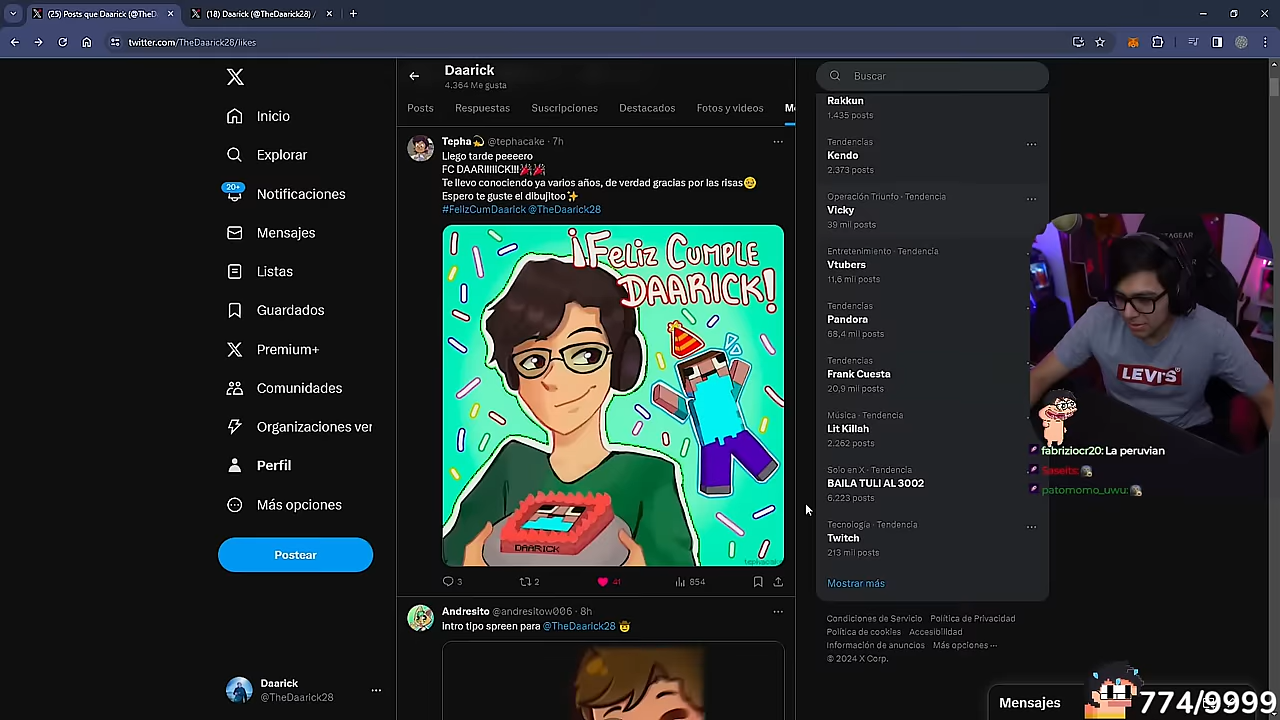 (25) Posts que Daarick (@TheD
(18) Daarick (@TheDaarick28) /
twitter.com/TheDaarick28/likes
Inicio
Explorar
20+
Notificaciones
Mensajes
Listas
Guardados
Premium+
Comunidades
Organizaciones ver
Perfil
Más opciones
Postear
Daarick
@TheDaarick28
Daarick
4.364 Me gusta
Posts
Respuestas
Suscripciones
Destacados
Fotos y videos
Me
Tepha💫 @tephacake · 7h
Llego tarde peeeero
FC DAARIIIIICK!!!🎉🎉
Te llevo conociendo ya varios años, de verdad gracias por las risas🥹
Espero te guste el dibujitoo✨
#FelizCumDaarick @TheDaarick28
¡Feliz Cumple
DAARICK!
DAARICK
tephacake
3
2
41
854
Andresito @andresitow006 · 8h
Intro tipo spreen para @TheDaarick28 🤠
Buscar
Rakkun
1.435 posts
Tendencias
Kendo
2.373 posts
Operación Triunfo · Tendencia
Vicky
39 mil posts
Entretenimiento · Tendencia
Vtubers
11,6 mil posts
Tendencias
Pandora
68,4 mil posts
Tendencias
Frank Cuesta
20,9 mil posts
Música · Tendencia
Lit Killah
2.262 posts
Solo en X · Tendencia
BAILA TULI AL 3002
6.223 posts
Tecnología · Tendencia
Twitch
213 mil posts
Mostrar más
Condiciones de Servicio Política de Privacidad
Política de cookies Accesibilidad
Información de anuncios Más opciones ···
© 2024 X Corp.
LEVI'S
fabriziocr20: La peruvian
Saseits:
patomomo_uwu:
Mensajes
774/9999